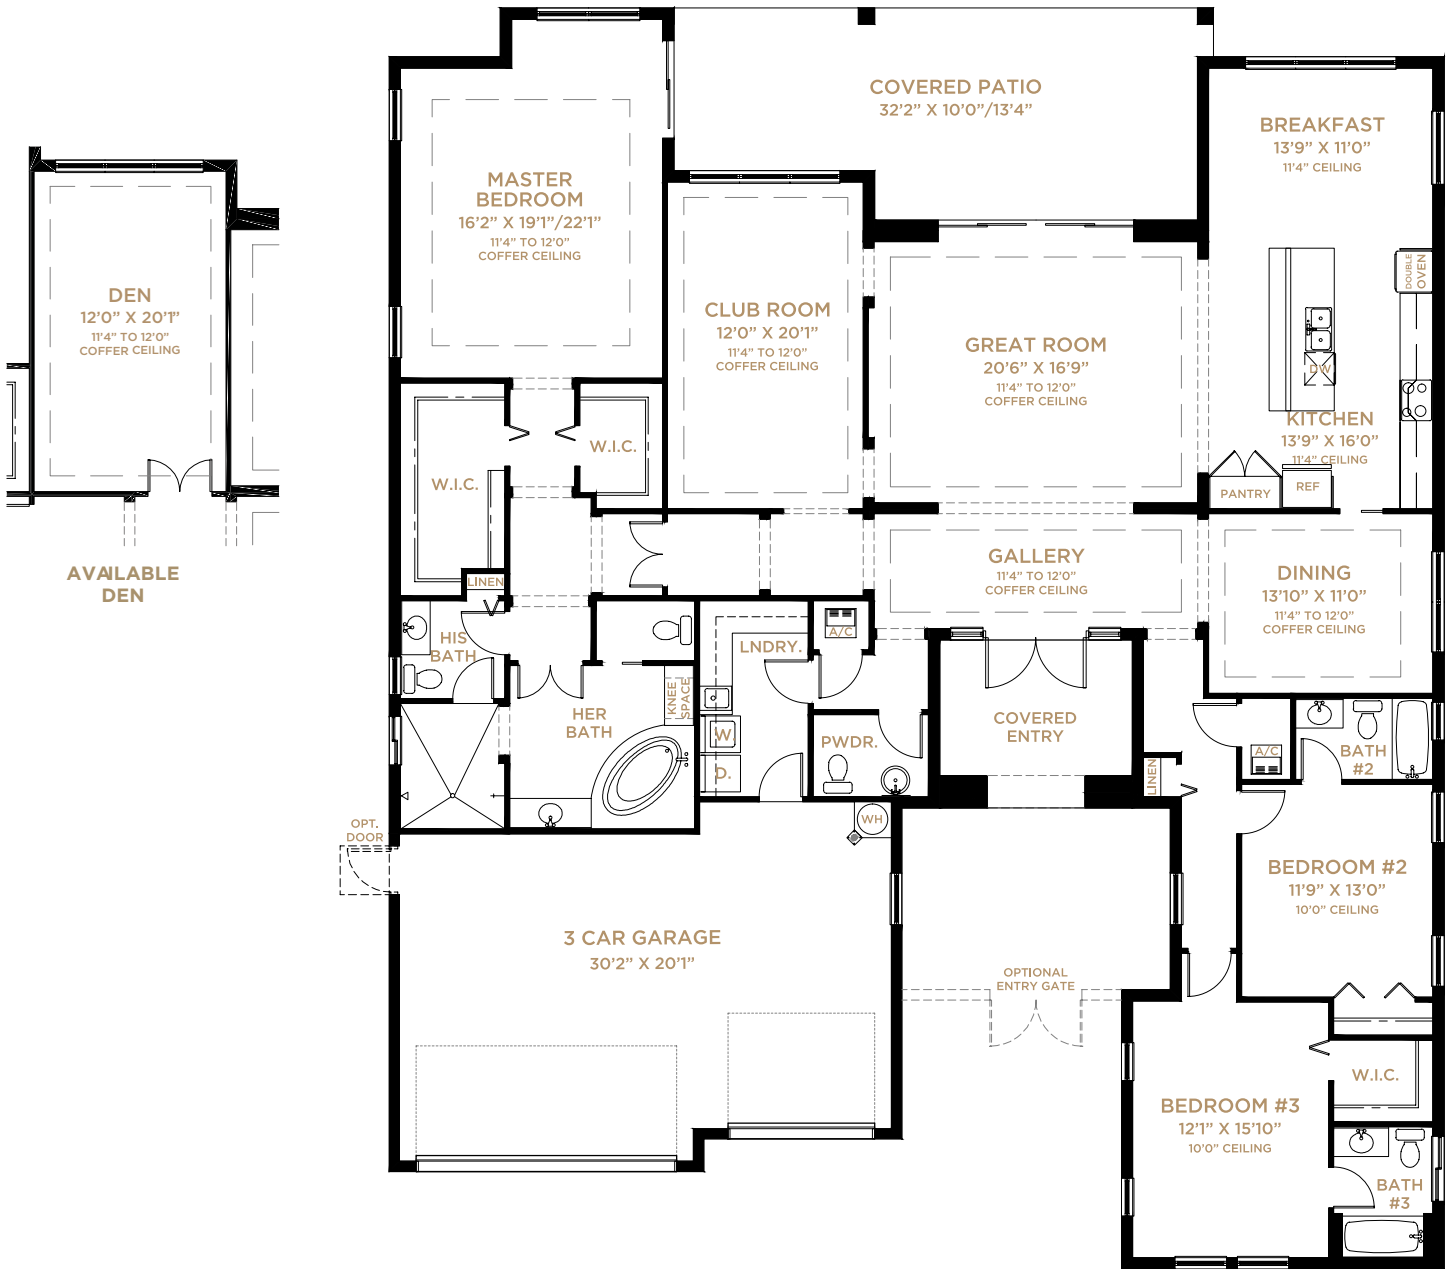 COVERED PATIO
32'2" X 10'0"/13'4"
BREAKFAST
13'9" X 11'0"
11'4" CEILING
MASTER
BEDROOM
16'2" X 19'1"/22'1"
11'4" TO 12'0"
COFFER CEILING
DEN
12'0" X 20'1"
11'4" TO 12'0"
COFFER CEILING
AVAILABLE
DEN
CLUB ROOM
12'0" X 20'1"
11'4" TO 12'0"
COFFER CEILING
GREAT ROOM
20'6" X 16'9"
11'4" TO 12'0"
COFFER CEILING
DOUBLE
OVEN
DW
KITCHEN
13'9" X 16'0"
11'4" CEILING
PANTRY
REF
W.I.C.
W.I.C.
LINEN
GALLERY
11'4" TO 12'0"
COFFER CEILING
DINING
13'10" X 11'0"
11'4" TO 12'0"
COFFER CEILING
HIS
BATH
LNDRY.
A/C
KNEE
SPACE
HER
BATH
W.
D.
PWDR.
COVERED
ENTRY
LINEN
A/C
BATH
#2
OPT.
DOOR
WH
BEDROOM #2
11'9" X 13'0"
10'0" CEILING
3 CAR GARAGE
30'2" X 20'1"
OPTIONAL
ENTRY GATE
W.I.C.
BEDROOM #3
12'1" X 15'10"
10'0" CEILING
BATH
#3